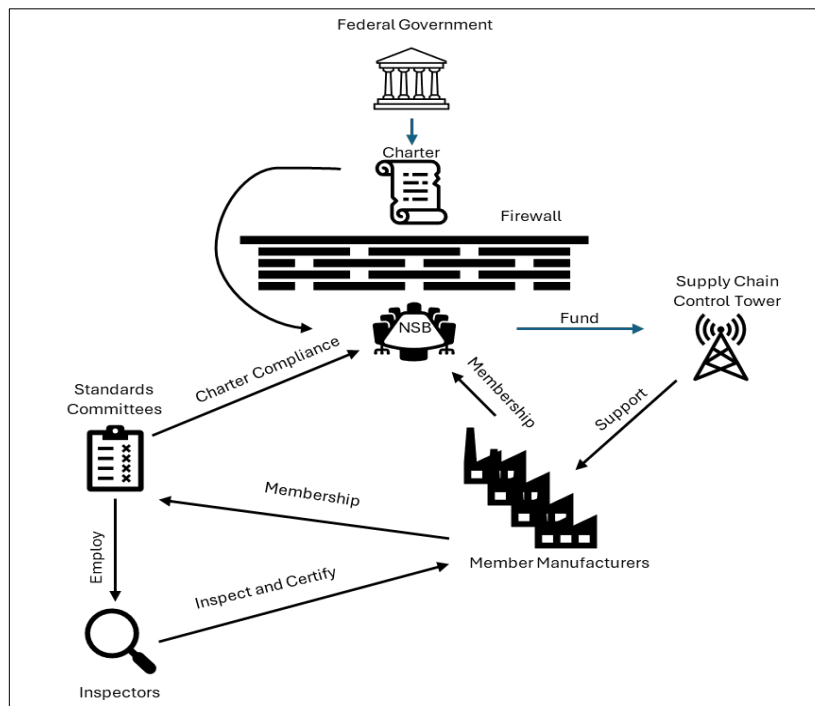 Federal Government
Charter
Firewall
Supply Chain
Control Tower
NSB
Fund
Charter Compliance
Membership
Standards
Committees
Support
Membership
Employ
Member Manufacturers
Inspect and Certify
Inspectors